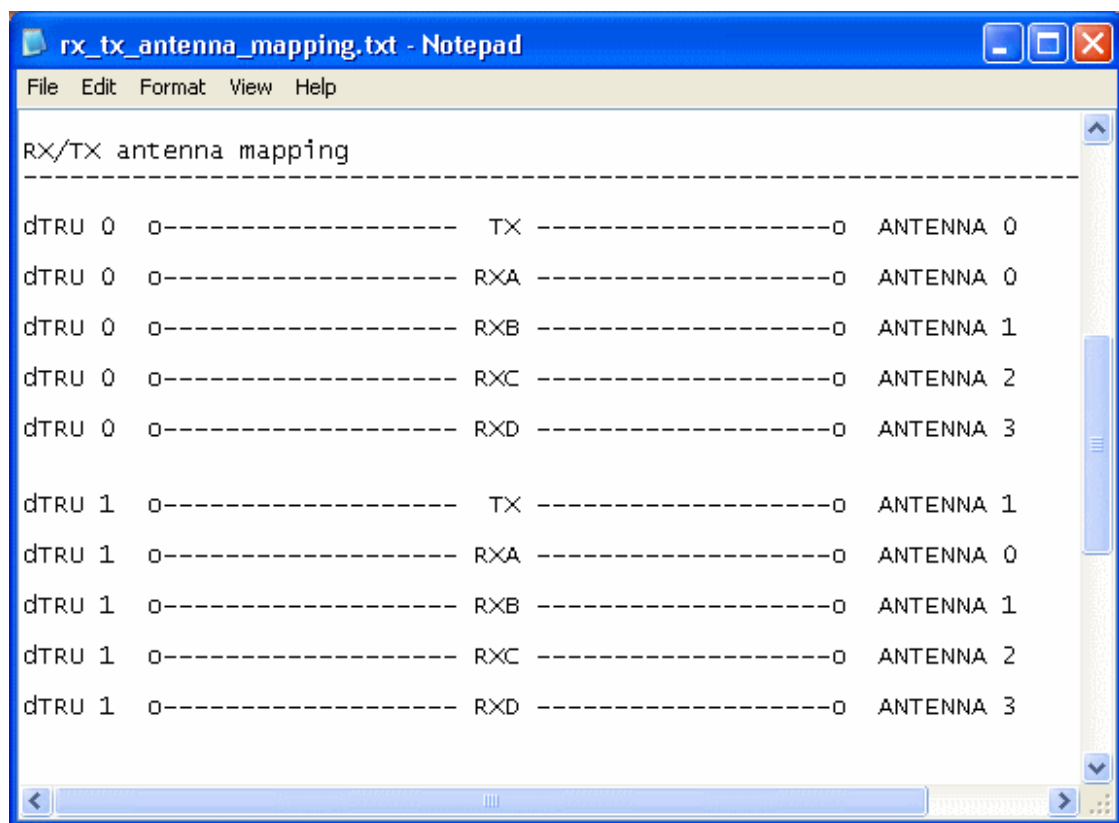 rx_tx_antenna_mapping.txt - Notepad
File Edit Format View Help
RX/TX antenna mapping
--------------------------------------------------------------------
dTRU 0  o-------------------  TX -------------------o  ANTENNA 0
dTRU 0  o------------------- RXA -------------------o  ANTENNA 0
dTRU 0  o------------------- RXB -------------------o  ANTENNA 1
dTRU 0  o------------------- RXC -------------------o  ANTENNA 2
dTRU 0  o------------------- RXD -------------------o  ANTENNA 3
dTRU 1  o-------------------  TX -------------------o  ANTENNA 1
dTRU 1  o------------------- RXA -------------------o  ANTENNA 0
dTRU 1  o------------------- RXB -------------------o  ANTENNA 1
dTRU 1  o------------------- RXC -------------------o  ANTENNA 2
dTRU 1  o------------------- RXD -------------------o  ANTENNA 3